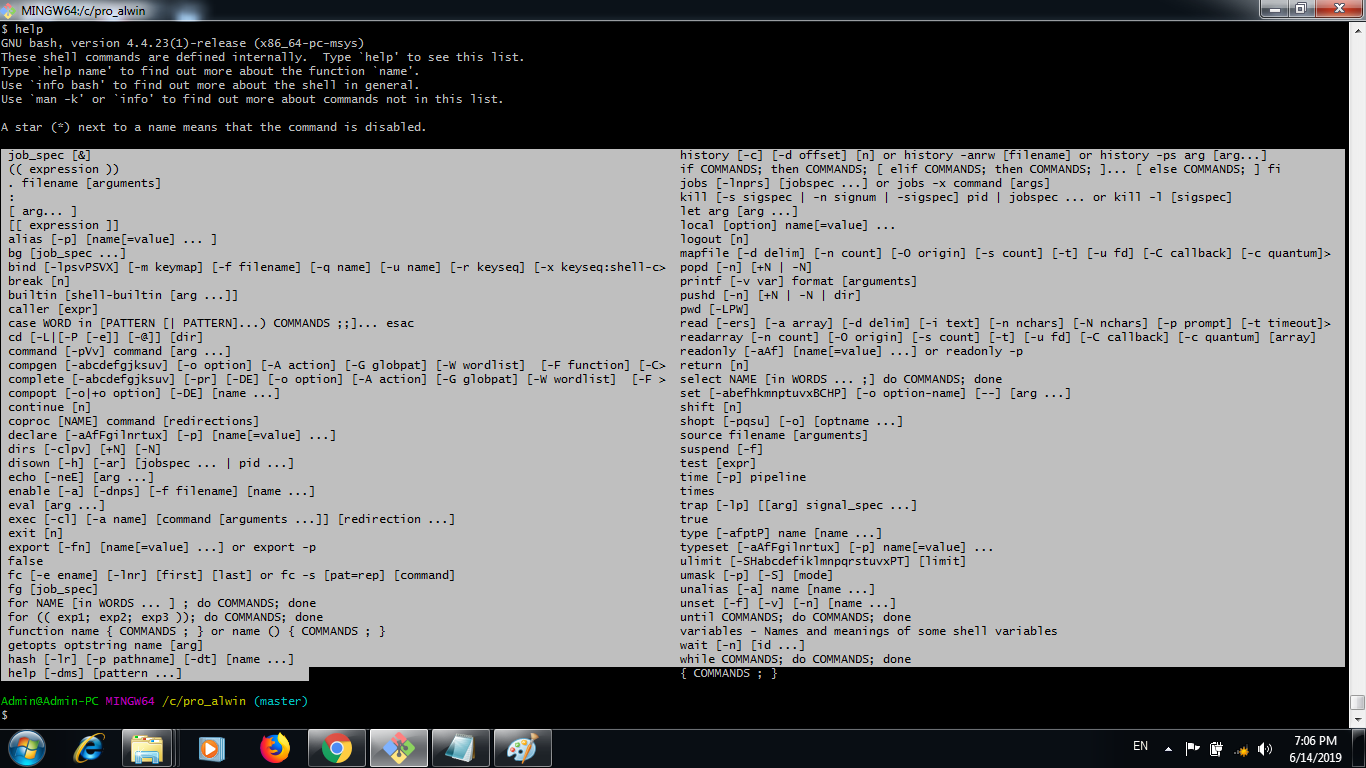 MINGW64:/c/pro_alwin
$ help
GNU bash, version 4.4.23(1)-release (x86_64-pc-msys)
These shell commands are defined internally.  Type `help' to see this list.
Type `help name' to find out more about the function `name'.
Use `info bash' to find out more about the shell in general.
Use `man -k' or `info' to find out more about commands not in this list.
A star (*) next to a name means that the command is disabled.
job_spec [&]
(( expression ))
. filename [arguments]
:
[ arg... ]
[[ expression ]]
alias [-p] [name[=value] ... ]
bg [job_spec ...]
bind [-lpsvPSVX] [-m keymap] [-f filename] [-q name] [-u name] [-r keyseq] [-x keyseq:shell-c>
break [n]
builtin [shell-builtin [arg ...]]
caller [expr]
case WORD in [PATTERN [| PATTERN]...) COMMANDS ;;]... esac
cd [-L|[-P [-e]] [-@]] [dir]
command [-pVv] command [arg ...]
compgen [-abcdefgjksuv] [-o option] [-A action] [-G globpat] [-W wordlist]  [-F function] [-C>
complete [-abcdefgjksuv] [-pr] [-DE] [-o option] [-A action] [-G globpat] [-W wordlist]  [-F >
compopt [-o|+o option] [-DE] [name ...]
continue [n]
coproc [NAME] command [redirections]
declare [-aAfFgilnrtux] [-p] [name[=value] ...]
dirs [-clpv] [+N] [-N]
disown [-h] [-ar] [jobspec ... | pid ...]
echo [-neE] [arg ...]
enable [-a] [-dnps] [-f filename] [name ...]
eval [arg ...]
exec [-cl] [-a name] [command [arguments ...]] [redirection ...]
exit [n]
export [-fn] [name[=value] ...] or export -p
false
fc [-e ename] [-lnr] [first] [last] or fc -s [pat=rep] [command]
fg [job_spec]
for NAME [in WORDS ... ] ; do COMMANDS; done
for (( exp1; exp2; exp3 )); do COMMANDS; done
function name { COMMANDS ; } or name () { COMMANDS ; }
getopts optstring name [arg]
hash [-lr] [-p pathname] [-dt] [name ...]
help [-dms] [pattern ...]
history [-c] [-d offset] [n] or history -anrw [filename] or history -ps arg [arg...]
if COMMANDS; then COMMANDS; [ elif COMMANDS; then COMMANDS; ]... [ else COMMANDS; ] fi
jobs [-lnprs] [jobspec ...] or jobs -x command [args]
kill [-s sigspec | -n signum | -sigspec] pid | jobspec ... or kill -l [sigspec]
let arg [arg ...]
local [option] name[=value] ...
logout [n]
mapfile [-d delim] [-n count] [-O origin] [-s count] [-t] [-u fd] [-C callback] [-c quantum]>
popd [-n] [+N | -N]
printf [-v var] format [arguments]
pushd [-n] [+N | -N | dir]
pwd [-LPW]
read [-ers] [-a array] [-d delim] [-i text] [-n nchars] [-N nchars] [-p prompt] [-t timeout]>
readarray [-n count] [-O origin] [-s count] [-t] [-u fd] [-C callback] [-c quantum] [array]
readonly [-aAf] [name[=value] ...] or readonly -p
return [n]
select NAME [in WORDS ... ;] do COMMANDS; done
set [-abefhkmnptuvxBCHP] [-o option-name] [--] [arg ...]
shift [n]
shopt [-pqsu] [-o] [optname ...]
source filename [arguments]
suspend [-f]
test [expr]
time [-p] pipeline
times
trap [-lp] [[arg] signal_spec ...]
true
type [-afptP] name [name ...]
typeset [-aAfFgilnrtux] [-p] name[=value] ...
ulimit [-SHabcdefiklmnpqrstuvxPT] [limit]
umask [-p] [-S] [mode]
unalias [-a] name [name ...]
unset [-f] [-v] [-n] [name ...]
until COMMANDS; do COMMANDS; done
variables - Names and meanings of some shell variables
wait [-n] [id ...]
while COMMANDS; do COMMANDS; done
{ COMMANDS ; }
Admin@Admin-PC MINGW64 /c/pro_alwin (master)
$
EN
7:06 PM
6/14/2019